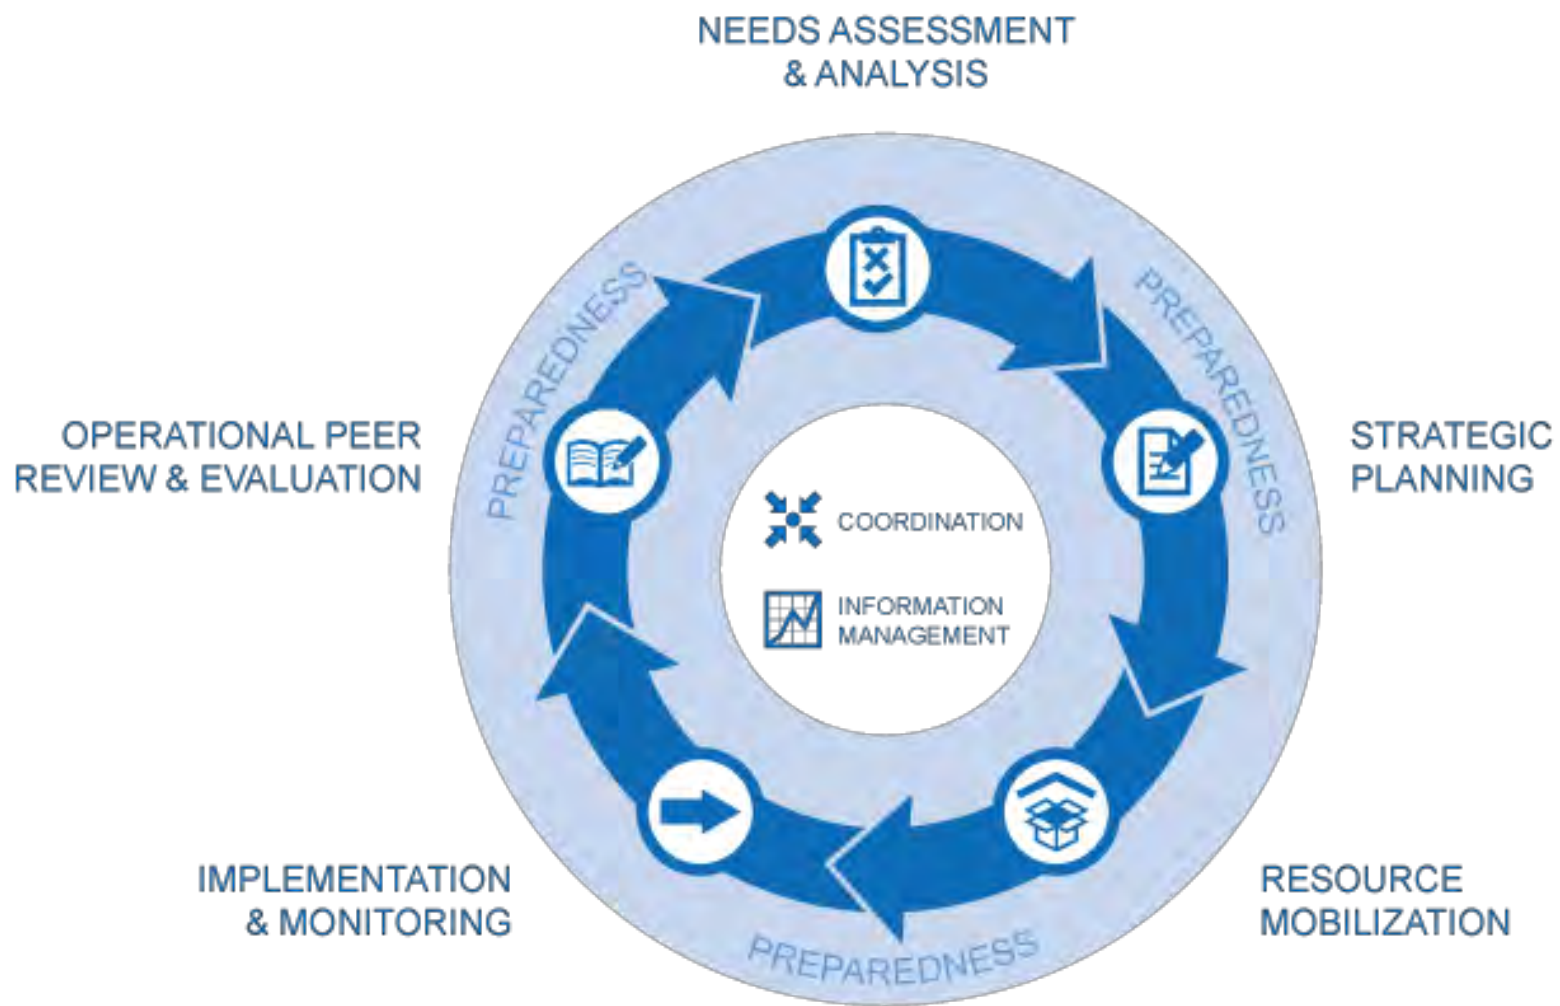 NEEDS ASSESSMENT
& ANALYSIS
PREPAREDNESS
PREPAREDNESS
OPERATIONAL PEER
REVIEW & EVALUATION
STRATEGIC
PLANNING
COORDINATION
INFORMATION
MANAGEMENT
IMPLEMENTATION
& MONITORING
RESOURCE
MOBILIZATION
PREPAREDNESS